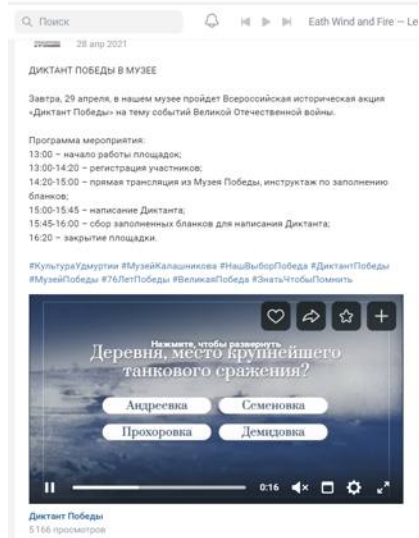 Поиск
Eath Wind and Fire – Le
28 апр 2021
ДИКТАНТ ПОБЕДЫ В МУЗЕЕ
Завтра, 29 апреля, в нашем музее пройдет Всероссийская историческая акция
«Диктант Победы» на тему событий Великой Отечественной войны.
Программа мероприятия:
13:00 – начало работы площадок;
13:00-14:20 – регистрация участников;
14:20-15:00 – прямая трансляция из Музея Победы, инструктаж по заполнению
бланков;
15:00-15:45 – написание Диктанта;
15:45-16:00 – сбор заполненных бланков для написания Диктанта;
16:20 – закрытие площадки.
#КультураУдмуртии #МузейКалашникова #НашВыборПобеда #ДиктантПобеды
#МузейПобеды #76ЛетПобеды #ВеликаяПобеда #ЗнатьЧтобыПомнить
Нажмите, чтобы развернуть
Деревня, место крупнейшего
танкового сражения?
Андреевка Семеновка
Прохоровка Демидовка
0:16
Диктант Победы
5 166 просмотров